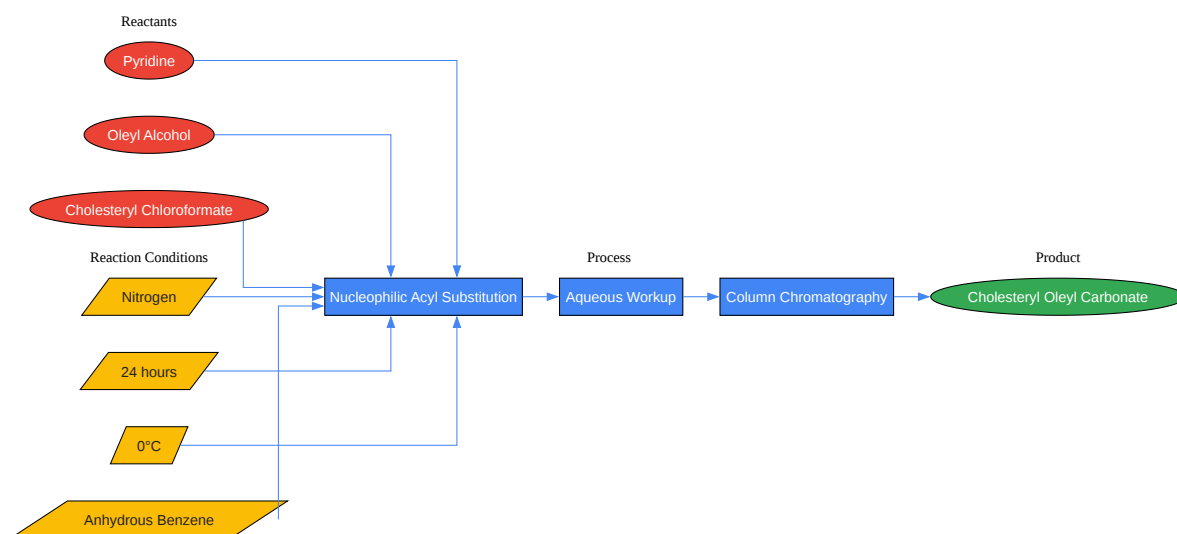 Reactants
Pyridine
Oleyl Alcohol
Cholesteryl Chloroformate
Reaction Conditions
Process
Product
Nitrogen
Nucleophilic Acyl Substitution
Aqueous Workup
Column Chromatography
Cholesteryl Oleyl Carbonate
24 hours
0°C
Anhydrous Benzene